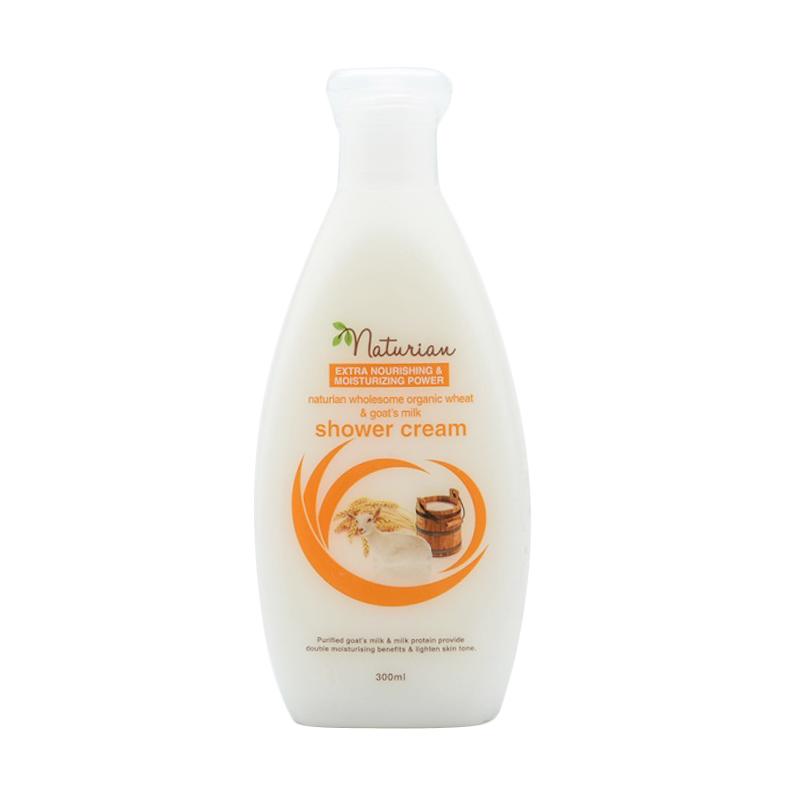 Naturian
EXTRA NOURISHING &
MOISTURIZING POWER
naturian wholesome organic wheat
& goat's milk
shower cream
Purified goat's milk & milk protein provide
double moisturising benefits & lighten skin tone.
300ml